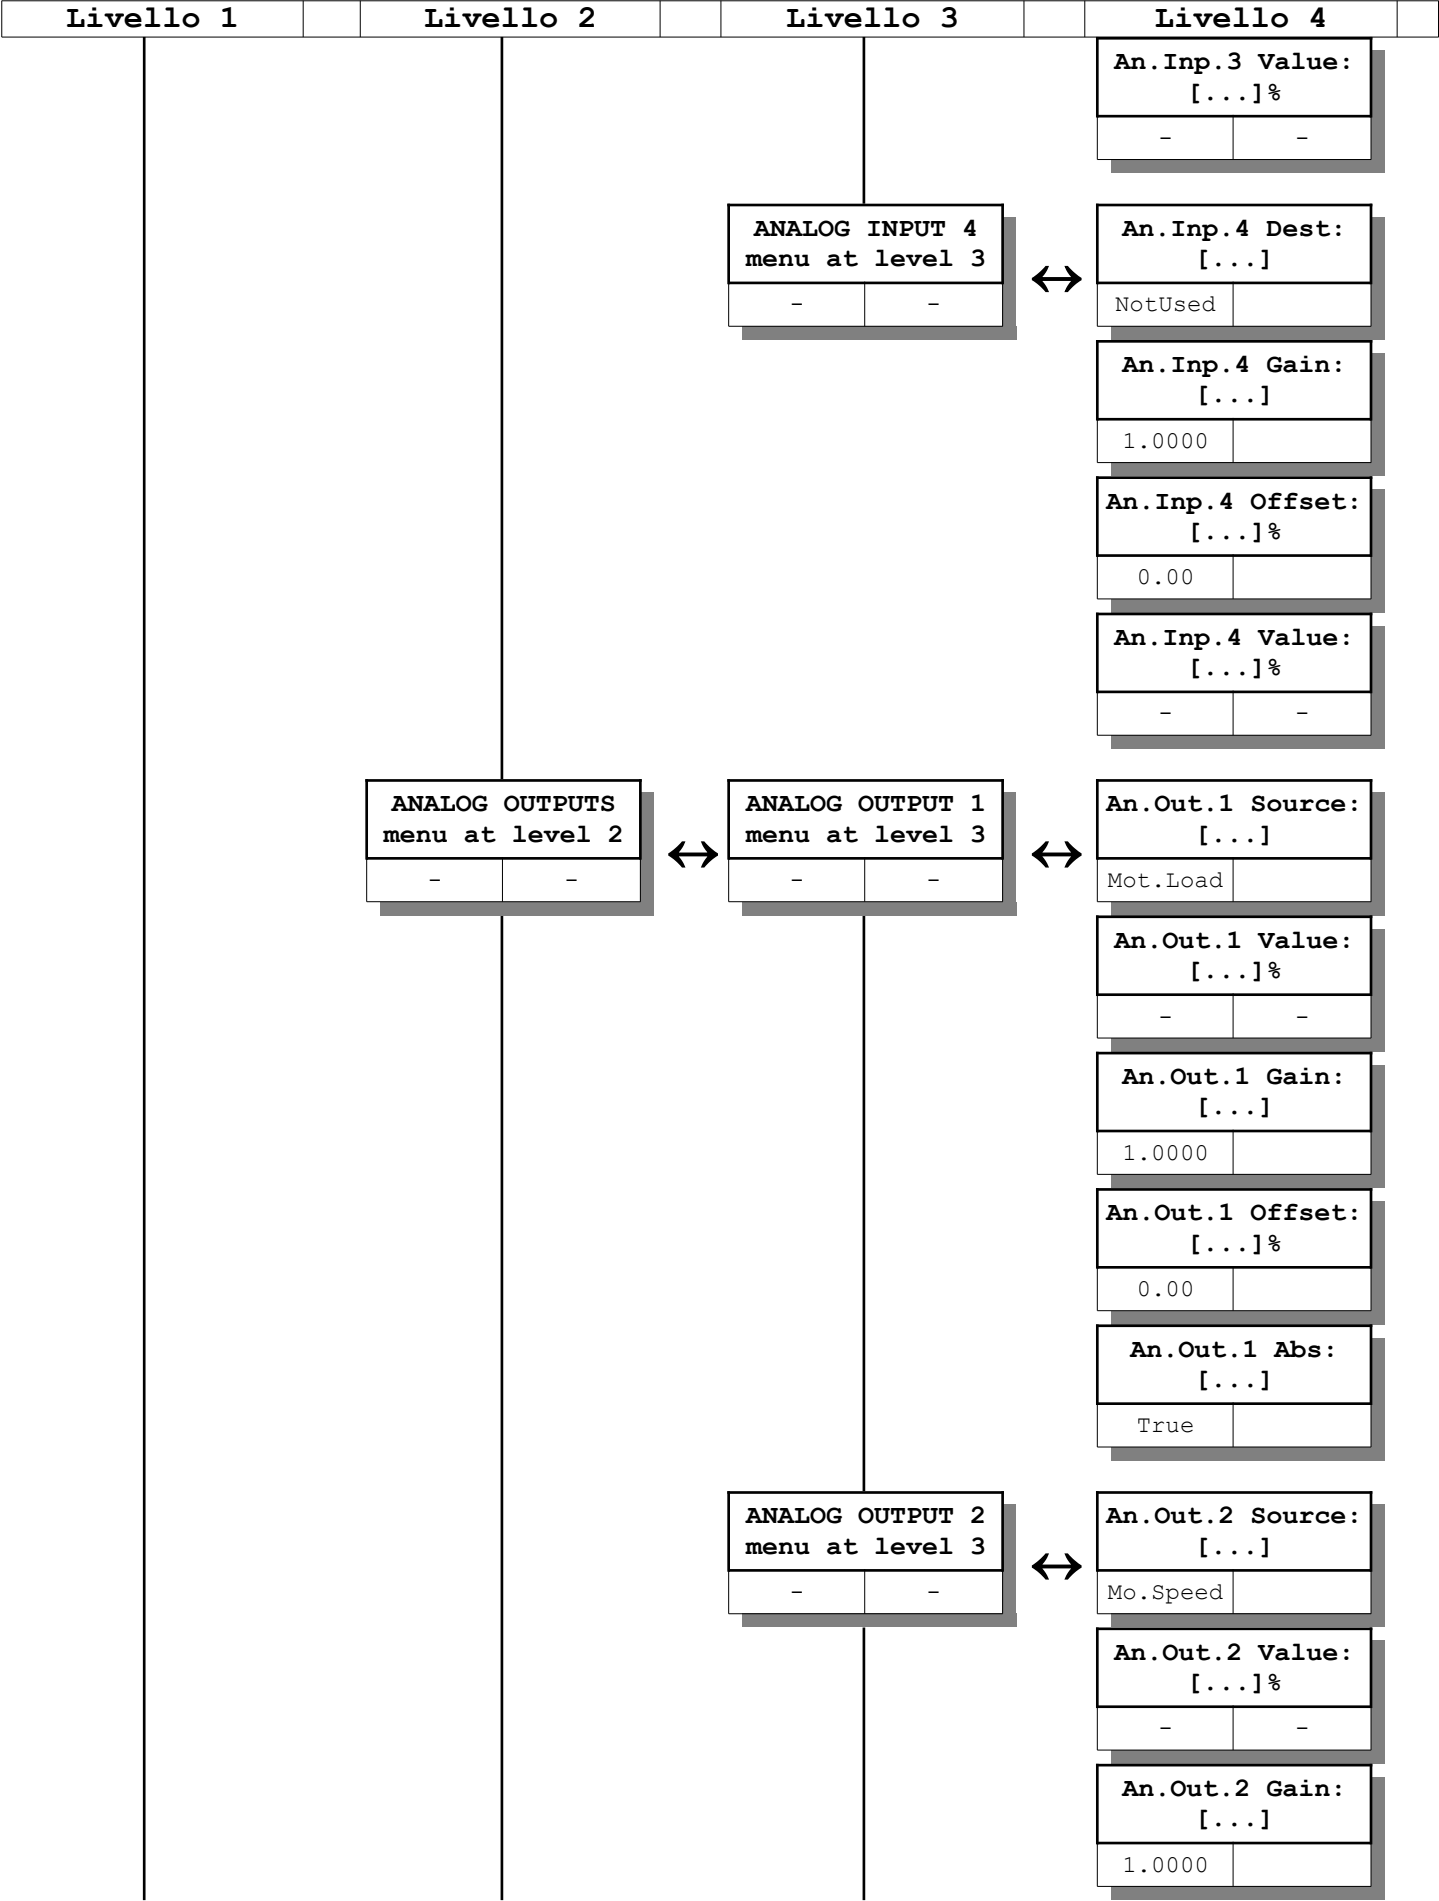 Livello 1 Livello 2 Livello 3 Livello 4
An.Inp.3 Value:
[...]%
- -
ANALOG INPUT 4
menu at level 3
- -
An.Inp.4 Dest:
[...]
NotUsed
An.Inp.4 Gain:
[...]
1.0000
An.Inp.4 Offset:
[...]%
0.00
An.Inp.4 Value:
[...]%
- -
ANALOG OUTPUTS
menu at level 2
- -
ANALOG OUTPUT 1
menu at level 3
- -
An.Out.1 Source:
[...]
Mot.Load
An.Out.1 Value:
[...]%
- -
An.Out.1 Gain:
[...]
1.0000
An.Out.1 Offset:
[...]%
0.00
An.Out.1 Abs:
[...]
True
ANALOG OUTPUT 2
menu at level 3
- -
An.Out.2 Source:
[...]
Mo.Speed
An.Out.2 Value:
[...]%
- -
An.Out.2 Gain:
[...]
1.0000